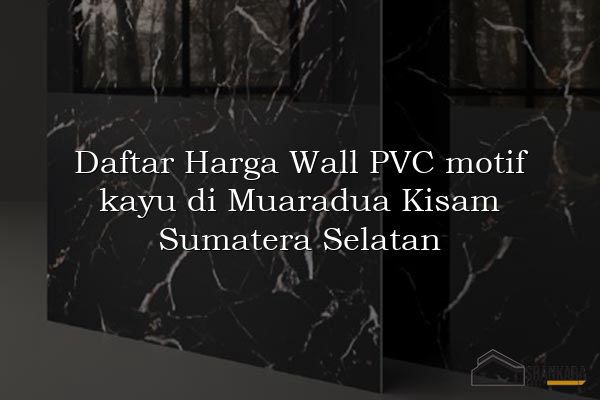 Daftar Harga Wall PVC motif
kayu di Muaradua Kisam
Sumatera Selatan